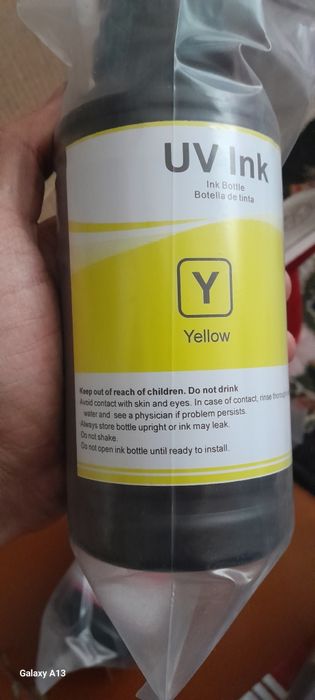 UV Ink
Ink Bottle
Botella de tinta
Y
Yellow
Keep out of reach of children. Do not drink
Avoid contact with skin and eyes. In case of contact, rinse
water and see a physician if problem persists.
Always store bottle upright or ink may leak.
Do not shake.
Do not open ink bottle until ready to install.
Galaxy A13